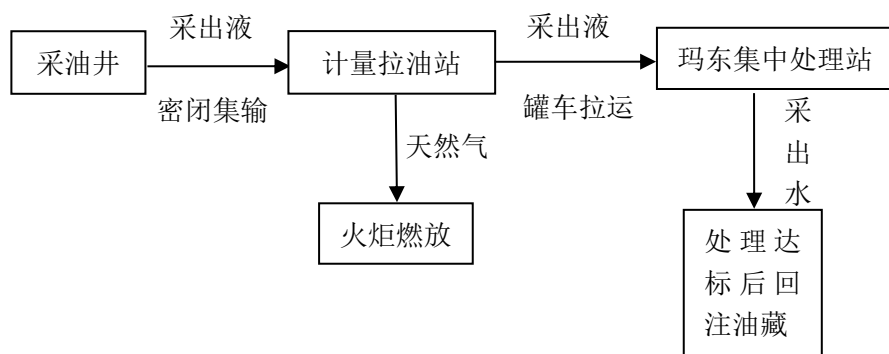 采出液
采出液
采油井
计量拉油站
玛东集中处理站
密闭集输
罐车拉运
采
出
水
天然气
火炬燃放
处理达
标后回
注油藏